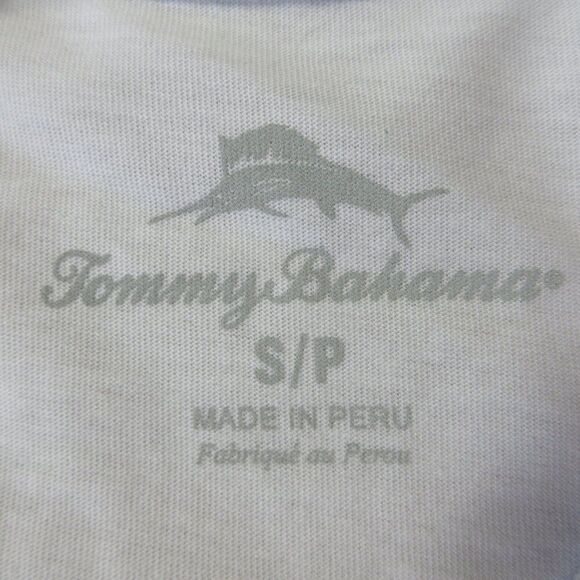 Tommy Bahama®
S/P
MADE IN PERU
Fabriqué au Perou